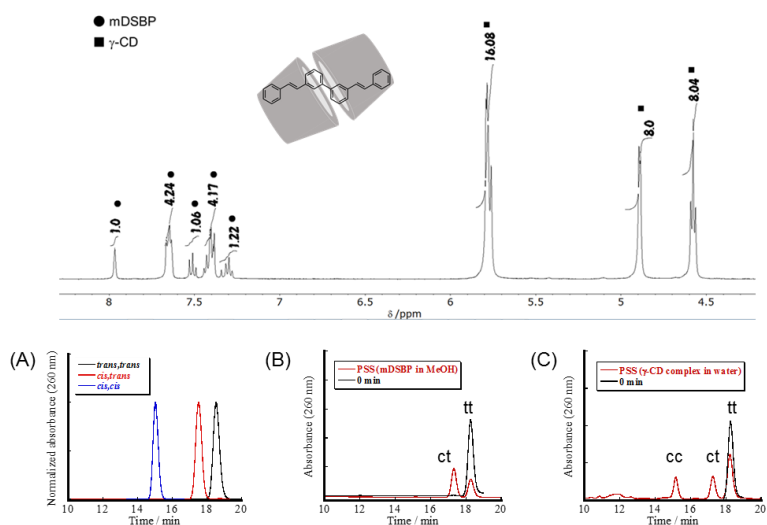 ● mDSBP
■ γ-CD
1.0 ●
4.24 ●
1.06 ●
4.17 ●
1.22 ●
16.08 ■
8.0 ■
8.04 ■
8 7.5 7 6.5 6 5.5 5 4.5
δ /ppm
(A)
Normalized absorbance (260 nm)
trans,trans
cis,trans
cis,cis
10 12 14 16 18 20
Time / min
(B)
Absorbance (260 nm)
PSS (mDSBP in MeOH)
0 min
ct
tt
10 12 14 16 18 20
Time / min
(C)
Absorbance (260 nm)
PSS (γ-CD complex in water)
0 min
cc
ct
tt
10 12 14 16 18 20
Time / min